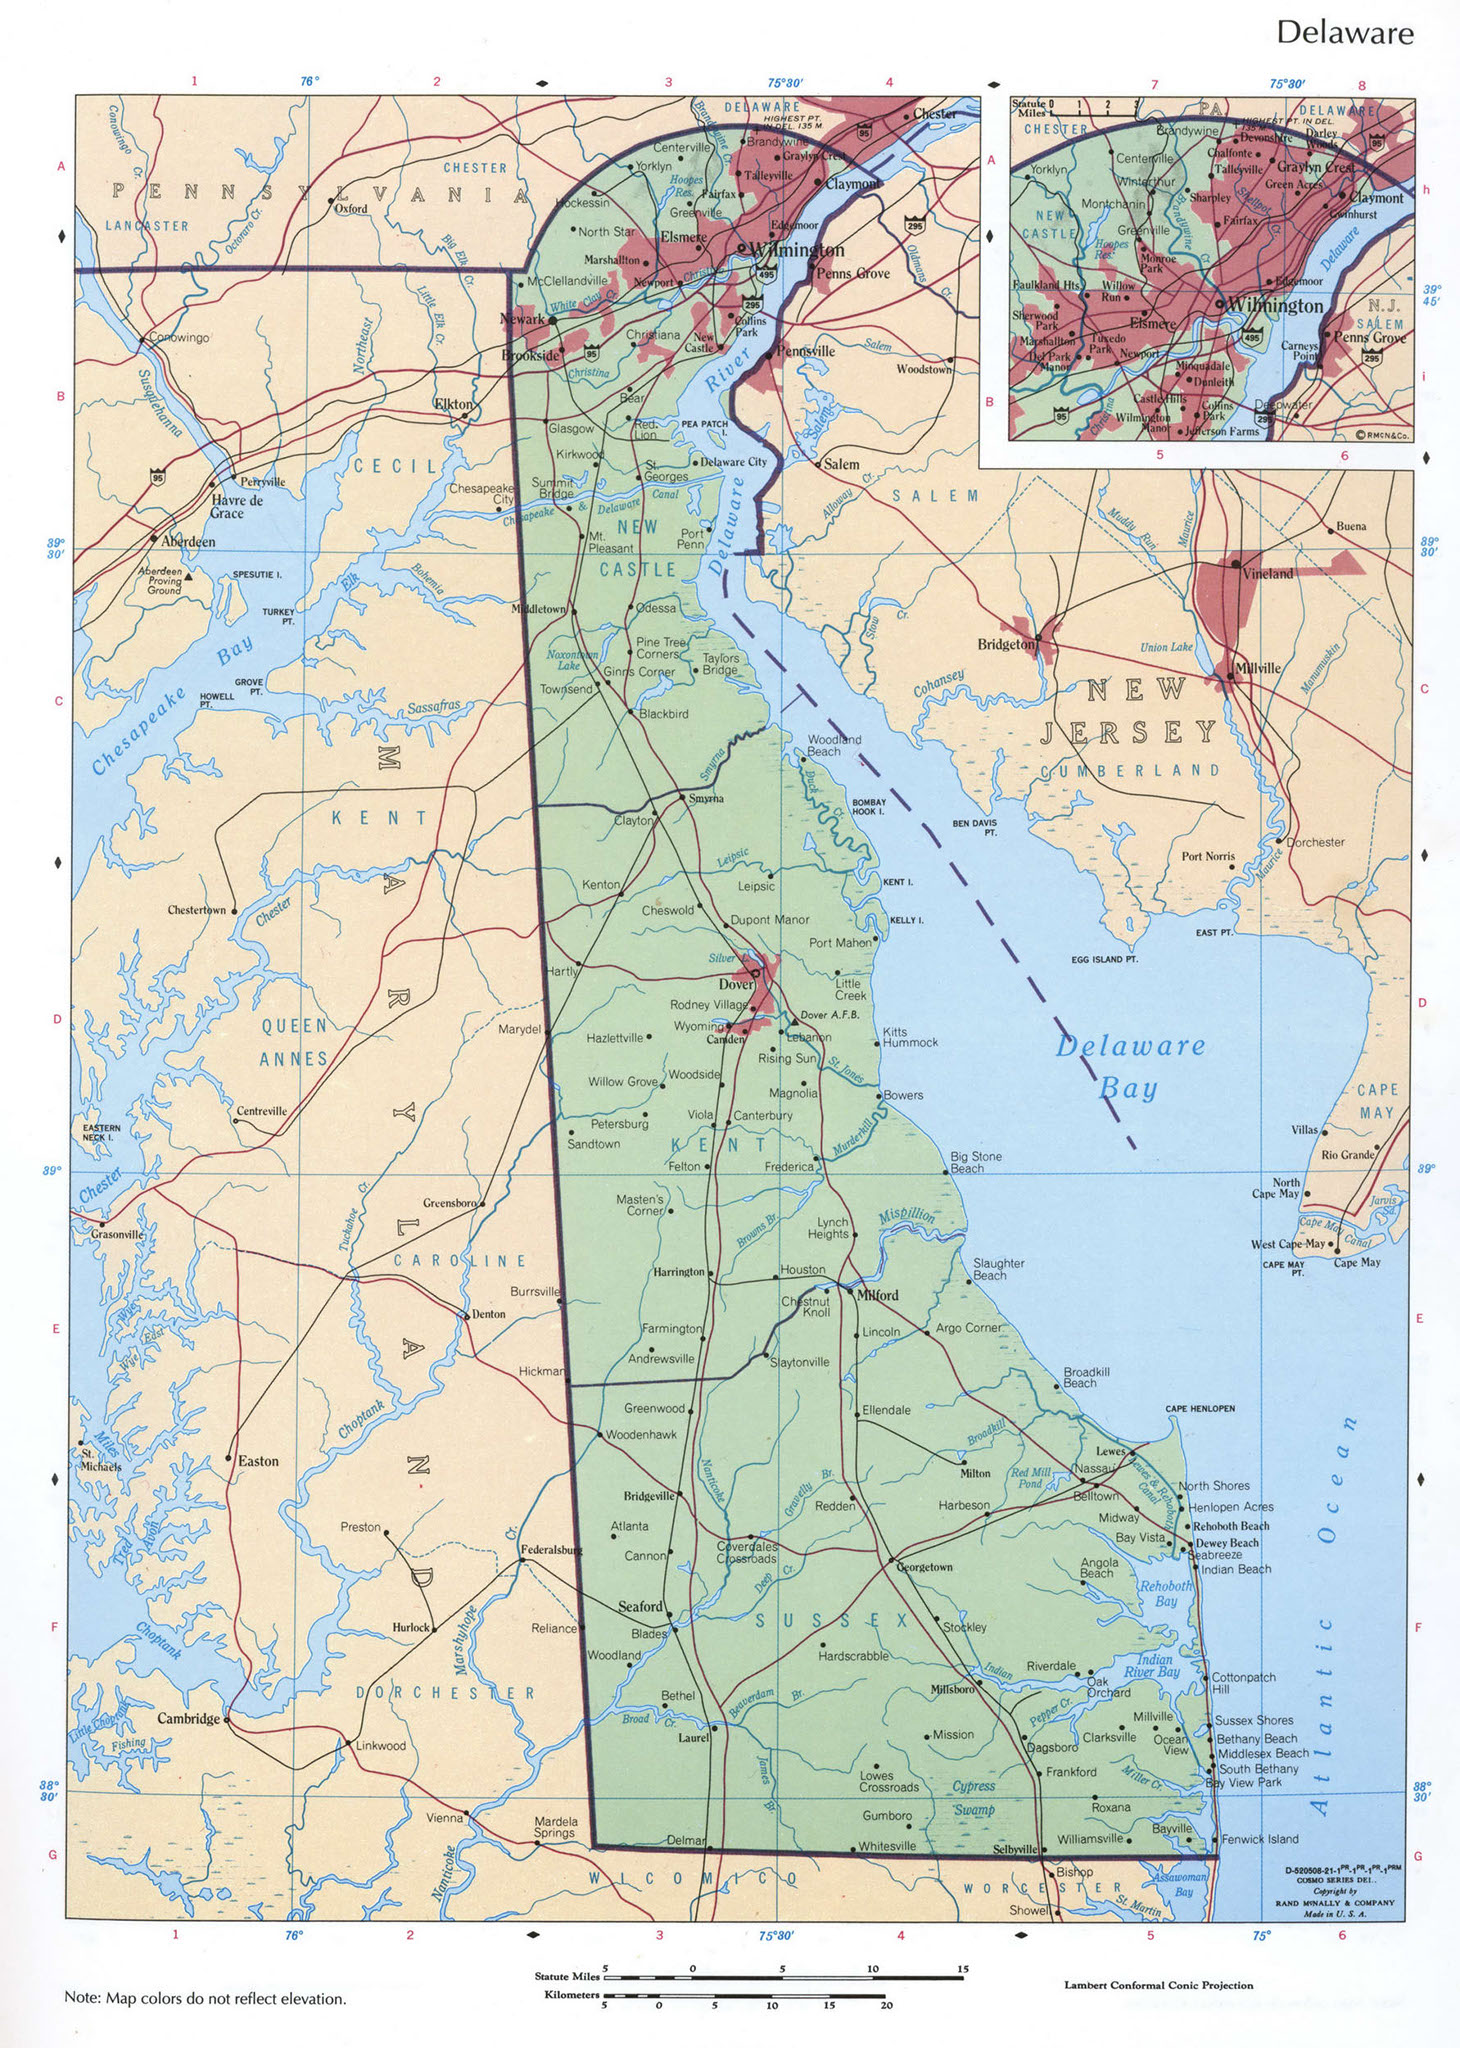 Delaware
1
76°
2
3
75°30'
4
7
75°30'
8
A
PENNSYLVANIA
LANCASTER
CHESTER
Conowingo Cr.
Octoraro Cr.
Oxford
Big Elk Cr.
Little Elk Cr.
Northeast
DELAWARE
HIGHEST PT.
IN DEL. 135 M.
95
Chester
Brandywine Cr.
Centerville
Brandywine
Yorklyn
Graylyn Crest
Hoopes
Res.
Talleyville
Claymont
Fairfax
Hockessin
Greenville
295
North Star
Elsmere
Edgemoor
Wilmington
Oldmans
Cr.
Marshallton
495
Penns Grove
McClellandville
Newport
Christina
White Clay Cr.
295
Newark
Collins
Park
Christiana
New
Castle
Brookside
95
Pennsville
Salem
Woodstown
Christina
River
Conowingo
Susquehanna
B
Elkton
Bear
Glasgow
Red
Lion
PEA PATCH
I.
Salem
CECIL
Kirkwood
Delaware City
Salem
St.
Georges
95
Perryville
Chesapeake
City
Summit
Bridge
Canal
Chesapeake & Delaware
Havre de
Grace
Alloway Cr.
SALEM
NEW
CASTLE
Port
Penn
Delaware
Aberdeen
Mt.
Pleasant
Muddy Run
Maurice
Buena
39°
30'
Aberdeen
Proving
Ground
SPESUTIE I.
Elk
Bohemia
Vineland
TURKEY
PT.
Middletown
Odessa
Stow
Cr.
Bridgeton
Union Lake
Millville
Manumuskin
Chesapeake Bay
Noxontown
Lake
Pine Tree
Corners
Taylors
Bridge
Ginns Corner
GROVE
PT.
HOWELL
PT.
Townsend
Cohansey
C
Sassafras
Blackbird
NEW
JERSEY
CUMBERLAND
Smyrna
Woodland
Beach
Duck
Cr.
BOMBAY
HOOK I.
BEN DAVIS
PT.
MARYLAND
KENT
Smyrna
Clayton
Dorchester
Port Norris
Maurice
Leipsic
Leipsic
Kenton
KENT I.
Chestertown
Chester
Cheswold
Dupont Manor
KELLY I.
EAST PT.
Port Mahon
EGG ISLAND PT.
Silver L.
Hartly
Dover
Little
Creek
D
Rodney Village
Dover A.F.B.
QUEEN
ANNES
Marydel
Hazlettville
Wyoming
Camden
Lebanon
Kitts
Hummock
Rising Sun
St. Jones
Delaware
Bay
Willow Grove
Woodside
Magnolia
Bowers
CAPE
MAY
Centreville
Petersburg
Viola
Canterbury
EASTERN
NECK I.
Sandtown
KENT
Murderkill
Villas
Felton
Frederica
Big Stone
Beach
Rio Grande
39°
Chester
North
Cape May
Jarvis
Sd.
Greensboro
Masten's
Corner
Tuckahoe Cr.
Grasonville
Browns Br.
Lynch
Heights
Mispillion
Cape May
Canal
West Cape May
CAPE MAY
PT.
Cape May
CAROLINE
Harrington
Houston
Slaughter
Beach
Burrsville
Chestnut
Knoll
Milford
Wye
East
Wye
Denton
E
Farmington
Lincoln
Argo Corner
Andrewsville
Slaytonville
Hickman
Broadkill
Beach
Choptank
Greenwood
Ellendale
CAPE HENLOPEN
Woodenhawk
Miles
St.
Michaels
Easton
Broadkill
Lewes
Nanticoke
Milton
Red Mill
Pond
Nassau
Lewes & Rehoboth
Canal
North Shores
Bridgeville
Gravelly Br.
Redden
Harbeson
Belltown
Henlopen Acres
Midway
Rehoboth Beach
Tred
Avon
Preston
Atlanta
Bay Vista
Dewey Beach
Cr.
Federalsburg
Cannon
Coverdales
Crossroads
Georgetown
Seabreeze
Indian Beach
Angola
Beach
Deep Cr.
Rehoboth
Bay
Seaford
SUSSEX
Atlantic Ocean
F
Choptank
Hurlock
Marshyhope
Reliance
Blades
Stockley
Woodland
Hardscrabble
Indian
Riverdale
Indian
River Bay
Cottonpatch
Hill
DORCHESTER
Millsboro
Oak
Orchard
Bethel
Beaverdam
Br.
Pepper Cr.
Little Choptank
Cambridge
Broad
Cr.
Laurel
Mission
Clarksville
Millville
Ocean
View
Sussex Shores
Bethany Beach
Fishing
Linkwood
Dagsboro
Middlesex Beach
James
Br.
Lowes
Crossroads
Frankford
Miller Cr.
South Bethany
Bay View Park
38°
30'
Cypress
Swamp
Roxana
Vienna
Mardela
Springs
Gumboro
Bayville
Williamsville
Fenwick Island
Delmar
Whitesville
Selbyville
G
Nanticoke
WICOMICO
WORCESTER
Bishop
Assawoman
Bay
Showell
St. Martin
D-520508-21-1PR-1PR-1PR-1PRM
COSMO SERIES DEL.
Copyright by
RAND McNALLY & COMPANY
Made in U. S. A.
1
76°
2
3
75°30'
4
5
75°
6
Statute Miles 5 0 5 10 15
Kilometers 5 0 5 10 15 20
Lambert Conformal Conic Projection
Note: Map colors do not reflect elevation.
Statute
Miles
0 1 2 3
PA.
CHESTER
DELAWARE
HIGHEST PT. IN DEL.
135 M.
Brandywine
Devonshire
Darley
Woods
95
Centerville
Chalfonte
Yorklyn
Talleyville
Graylyn Crest
Winterthur
Green Acres
h
Montchanin
Sharpley
Shellpot Cr.
Claymont
Gwinhurst
NEW
CASTLE
Brandywine
Cr.
Fairfax
Greenville
Hoopes
Res.
Monroe
Park
Delaware
Faulkland Hts.
Willow
Run
Edgemoor
39°
45'
Sherwood
Park
Elsmere
Wilmington
N.J.
SALEM
Marshallton
Tuxedo
Park
Penns Grove
Del Park
Manor
Newport
495
Carneys
Point
295
Minquadale
Dunleith
i
95
Christina
Castle Hills
Collins
Park
Deepwater
295
Wilmington
Manor
Jefferson Farms
© RMcN&Co.
5
6